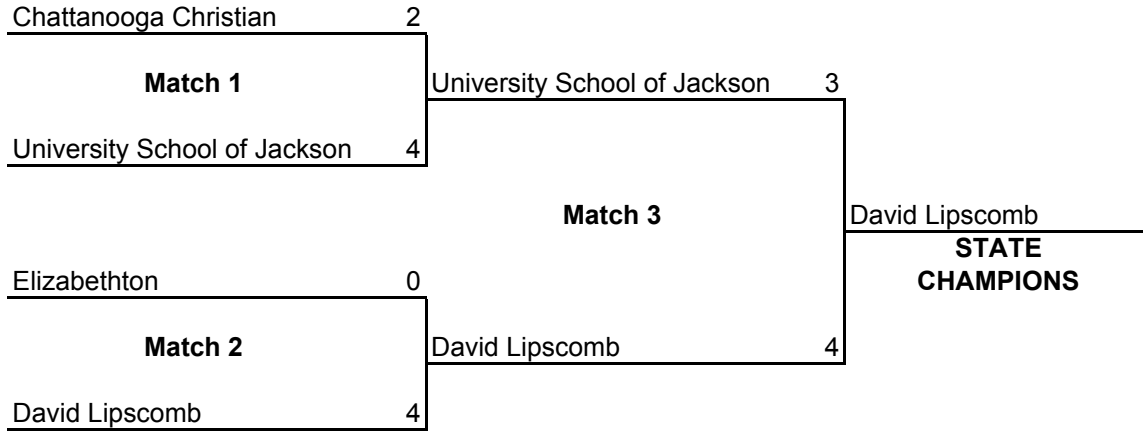 Chattanooga Christian 2
Match 1
University School of Jackson 3
University School of Jackson 4
Match 3
David Lipscomb
STATE
CHAMPIONS
Elizabethton 0
Match 2
David Lipscomb 4
David Lipscomb 4